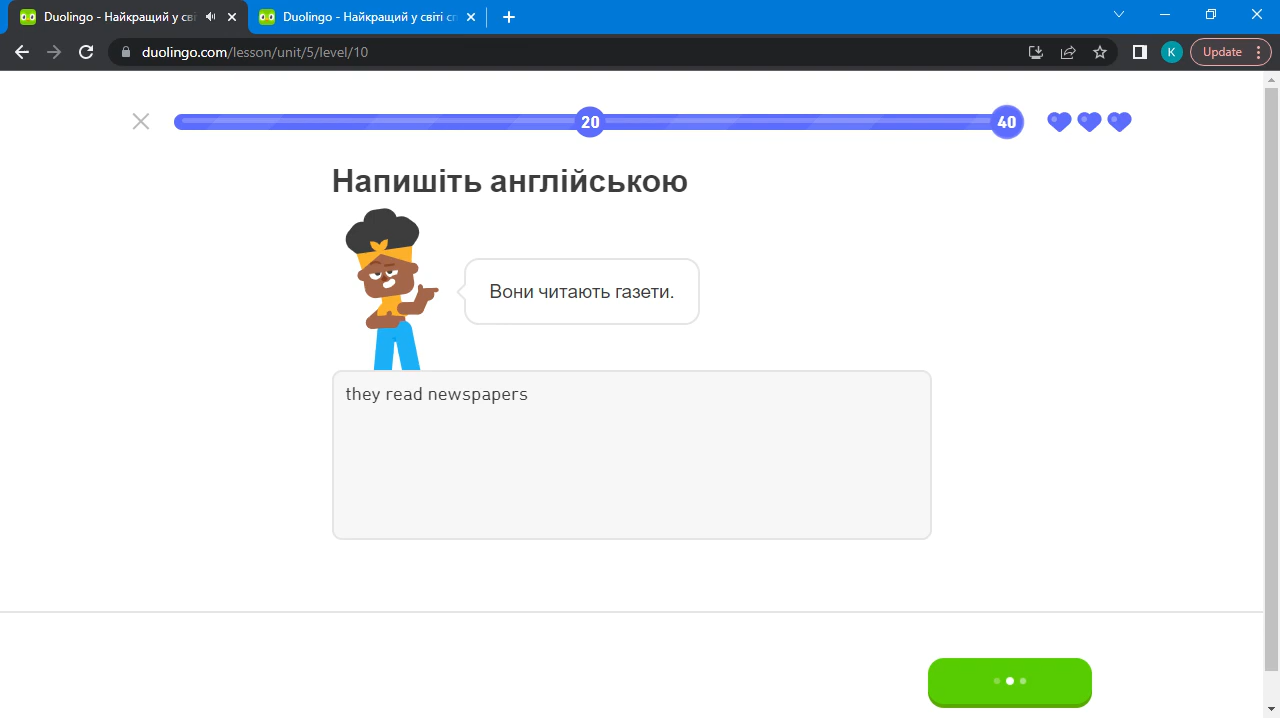 Duolingo - Найкращий у сві
Duolingo - Найкращий у світі сп
duolingo.com/lesson/unit/5/level/10
K
Update
20
40
Напишіть англійською
Вони читають газети.
they read newspapers